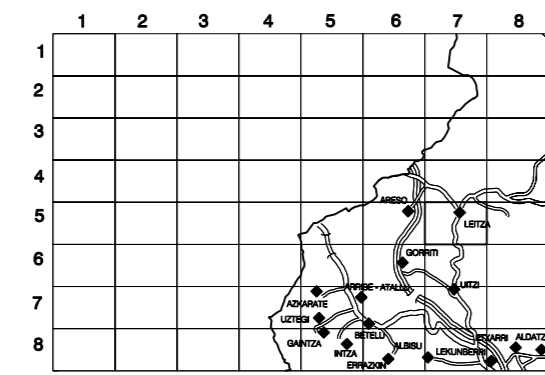 1 2 3 4 5 6 7 8
1
2
3
4
ARESO
5
LEITZA
6
GORRITI
ARRIBE - ATALLU
UITZI
7
AZKARATE
UZTEGI
BETELU
ETXARRI ALDATZ
GAINTZA
ALBISU
8
INTZA
LEKUNBERRI
ERRAZKIN